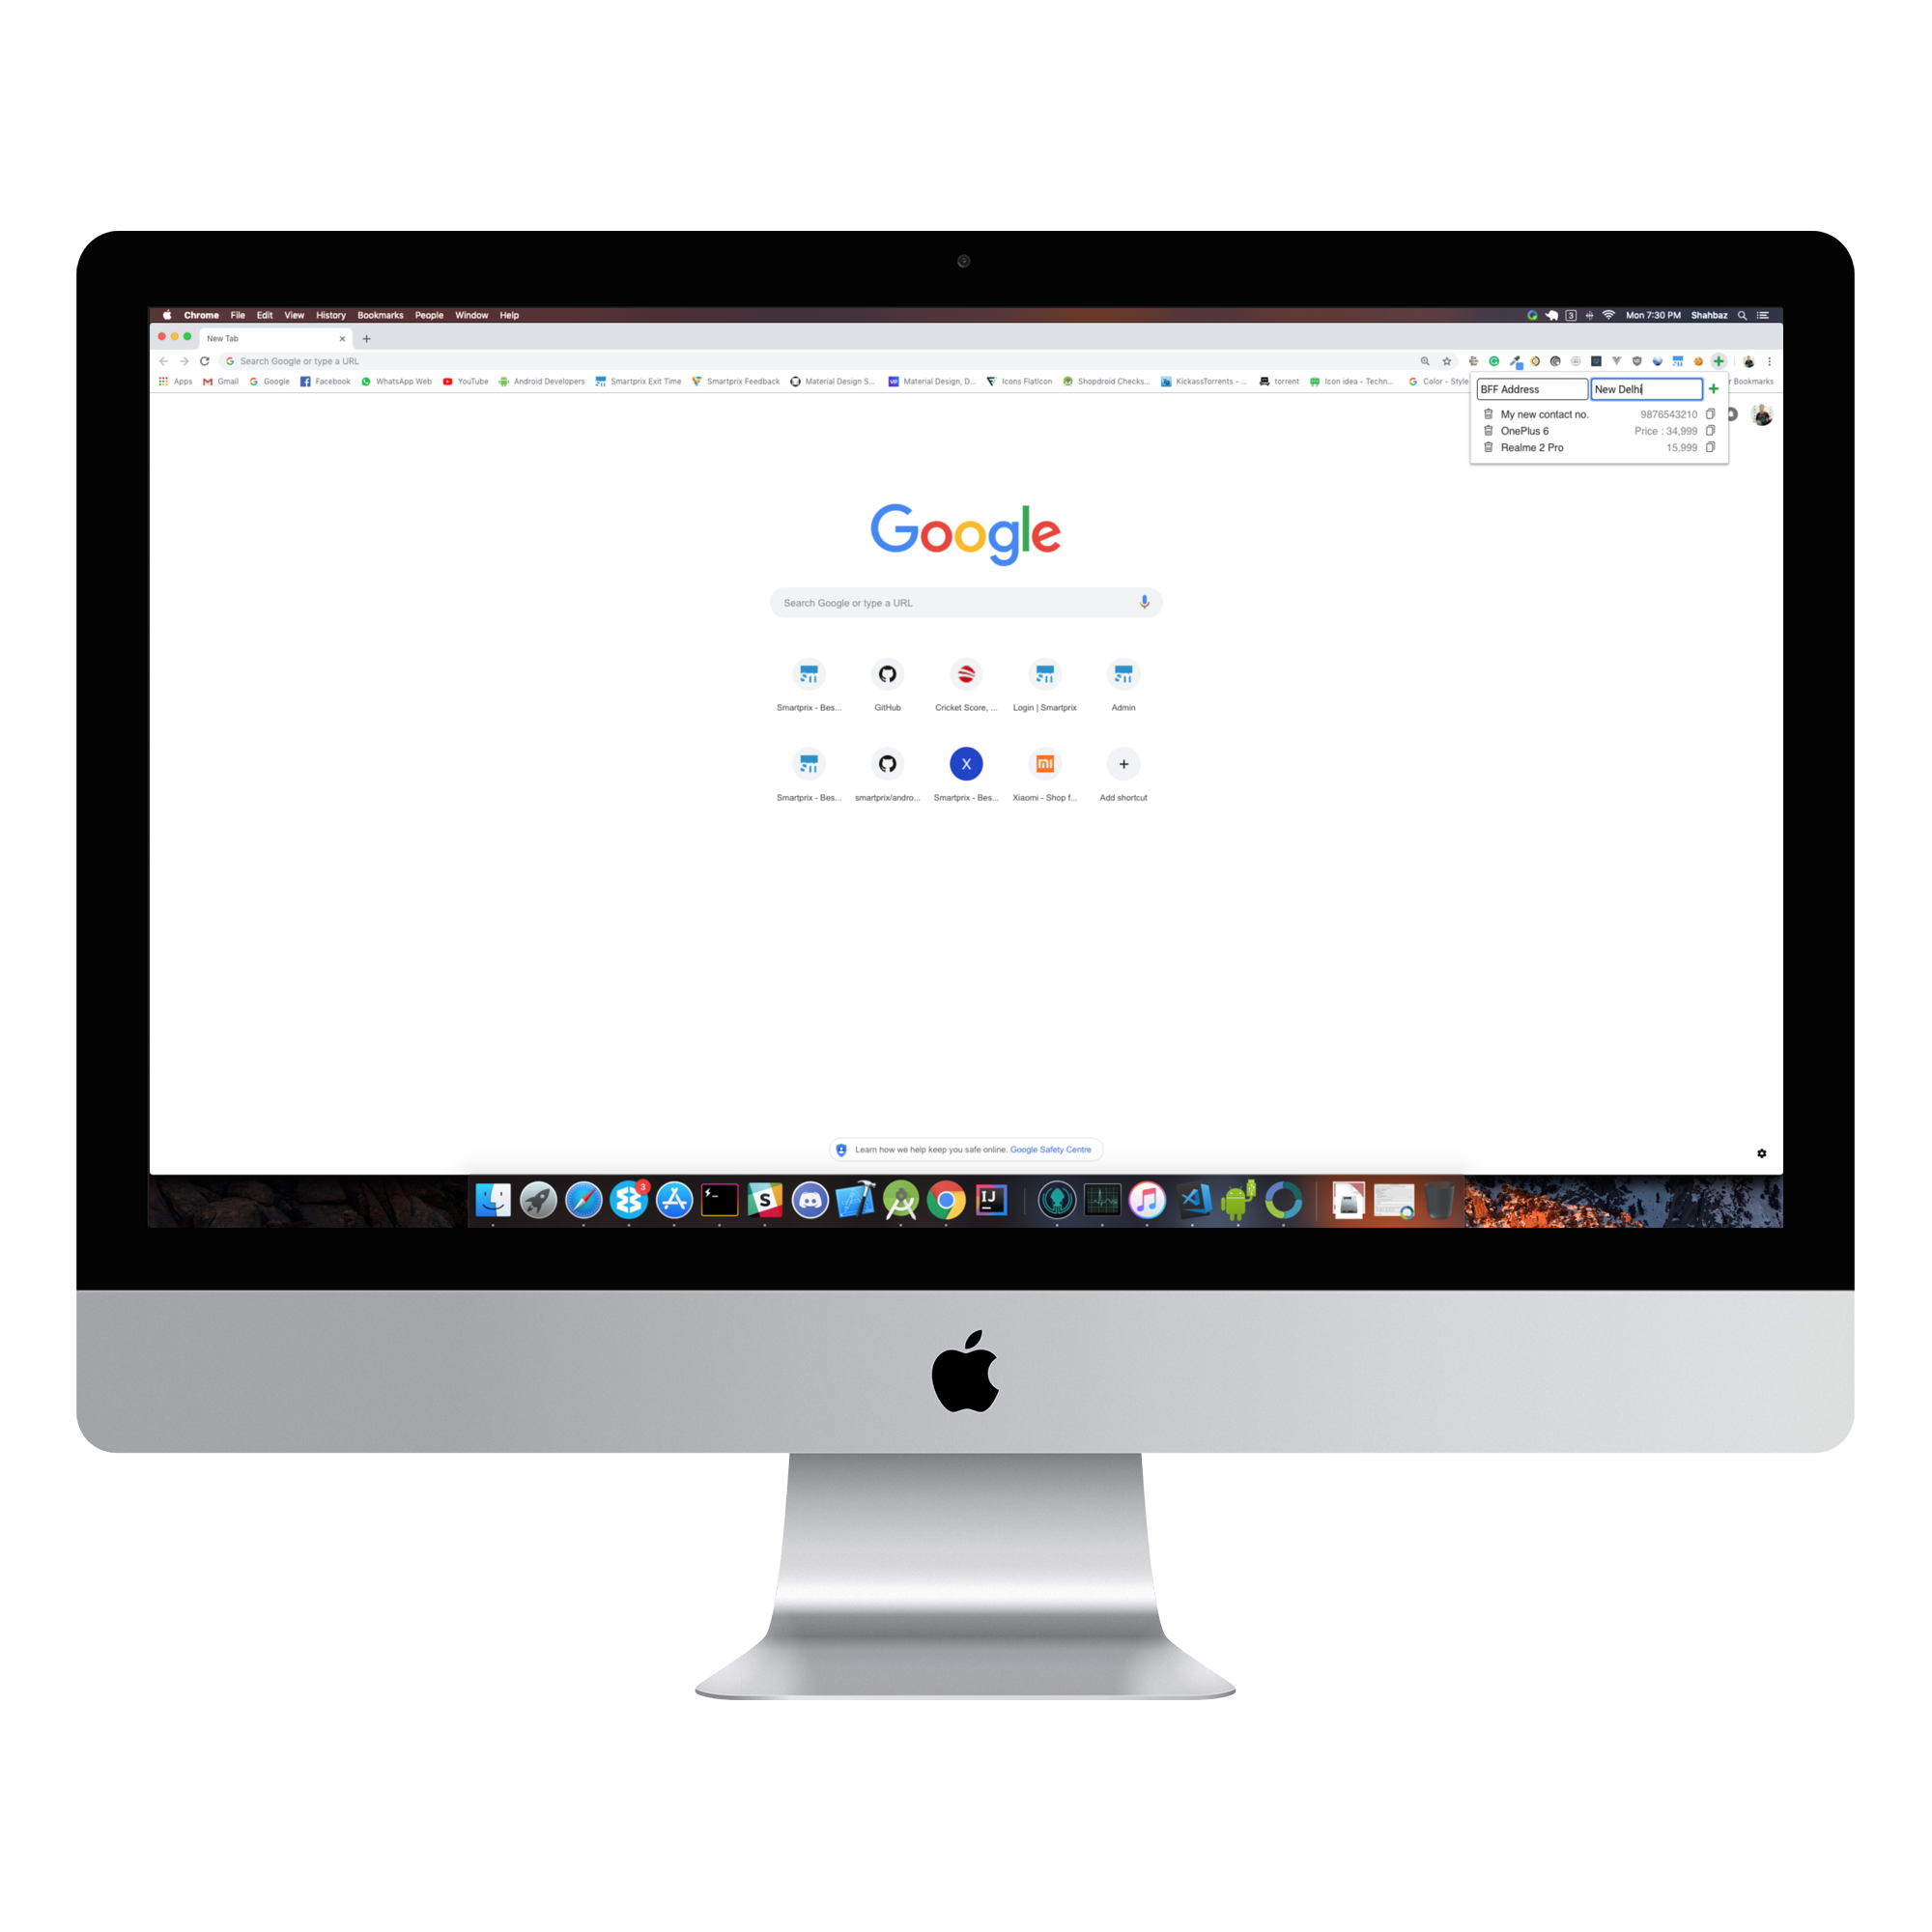 Chrome File Edit View History Bookmarks People Window Help 3 Mon 7:30 PM Shahbaz
New Tab
Search Google or type a URL
Apps Gmail Google Facebook WhatsApp Web YouTube Android Developers Smartprix Exit Time Smartprix Feedback Material Design S... Material Design, D... Icons Flaticon Shopdroid Checks... KickassTorrents - ... torrent Icon idea - Techn... Color - Style Bookmarks
BFF Address New Delhi
My new contact no. 9876543210
OnePlus 6 Price : 34,999
Realme 2 Pro 15,999
Google
Search Google or type a URL
Smartprix - Bes... GitHub Cricket Score, ... Login | Smartprix Admin
X
Smartprix - Bes... smartprix/andro... Smartprix - Bes... Xiaomi - Shop f... Add shortcut
Learn how we help keep you safe online. Google Safety Centre
3
S IJ